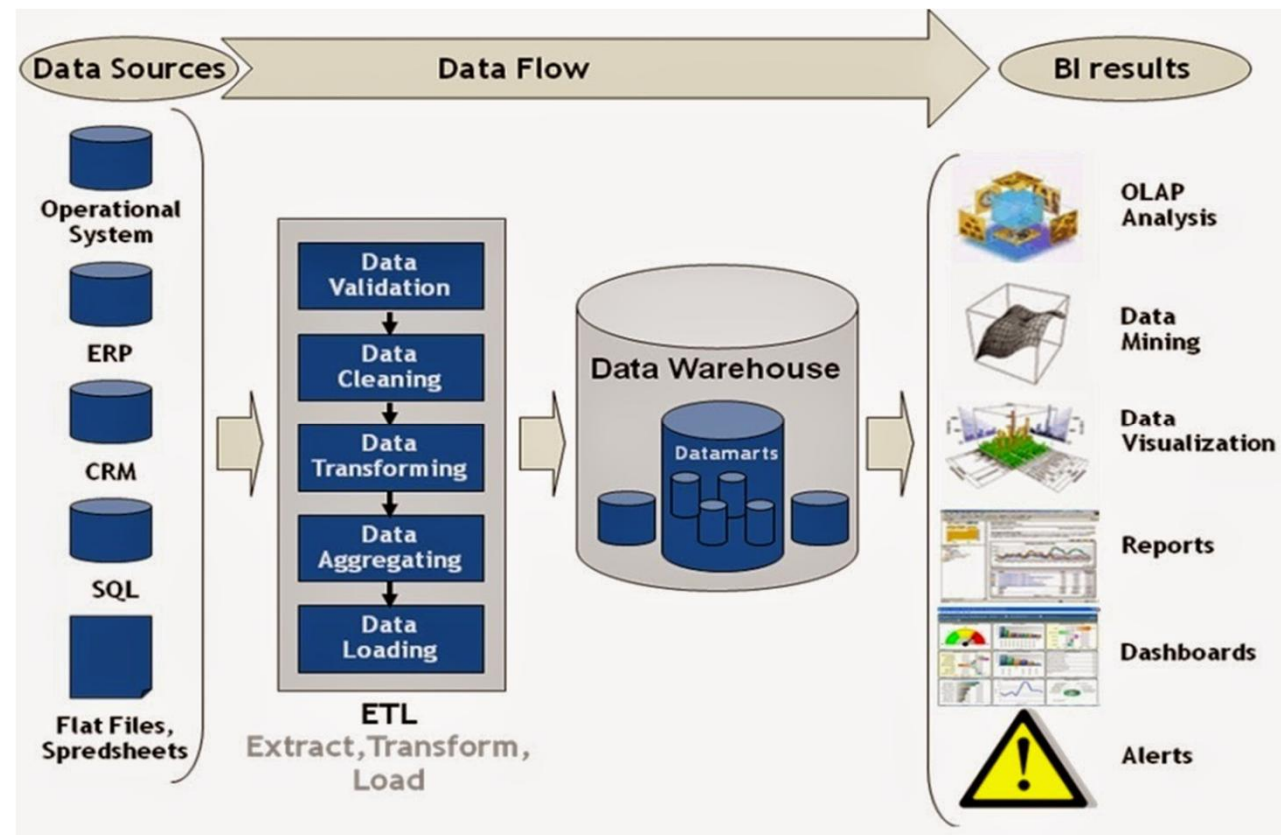 Data Sources
Data Flow
BI results
Operational
System
ERP
CRM
SQL
Flat Files,
Spredsheets
Data
Validation
Data
Cleaning
Data
Transforming
Data
Aggregating
Data
Loading
ETL
Extract,Transform,
Load
Data Warehouse
Datamarts
OLAP
Analysis
Data
Mining
Data
Visualization
Reports
Dashboards
Alerts